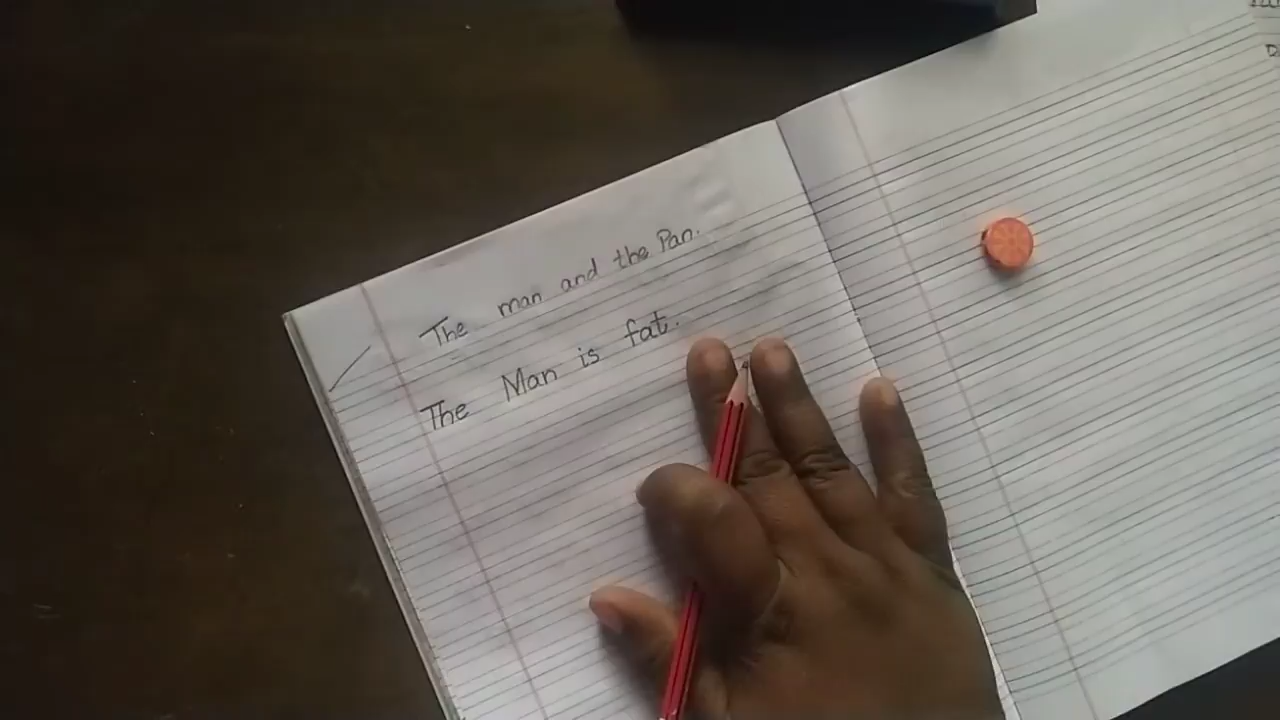 The man and the Pan.
The Man is fat.